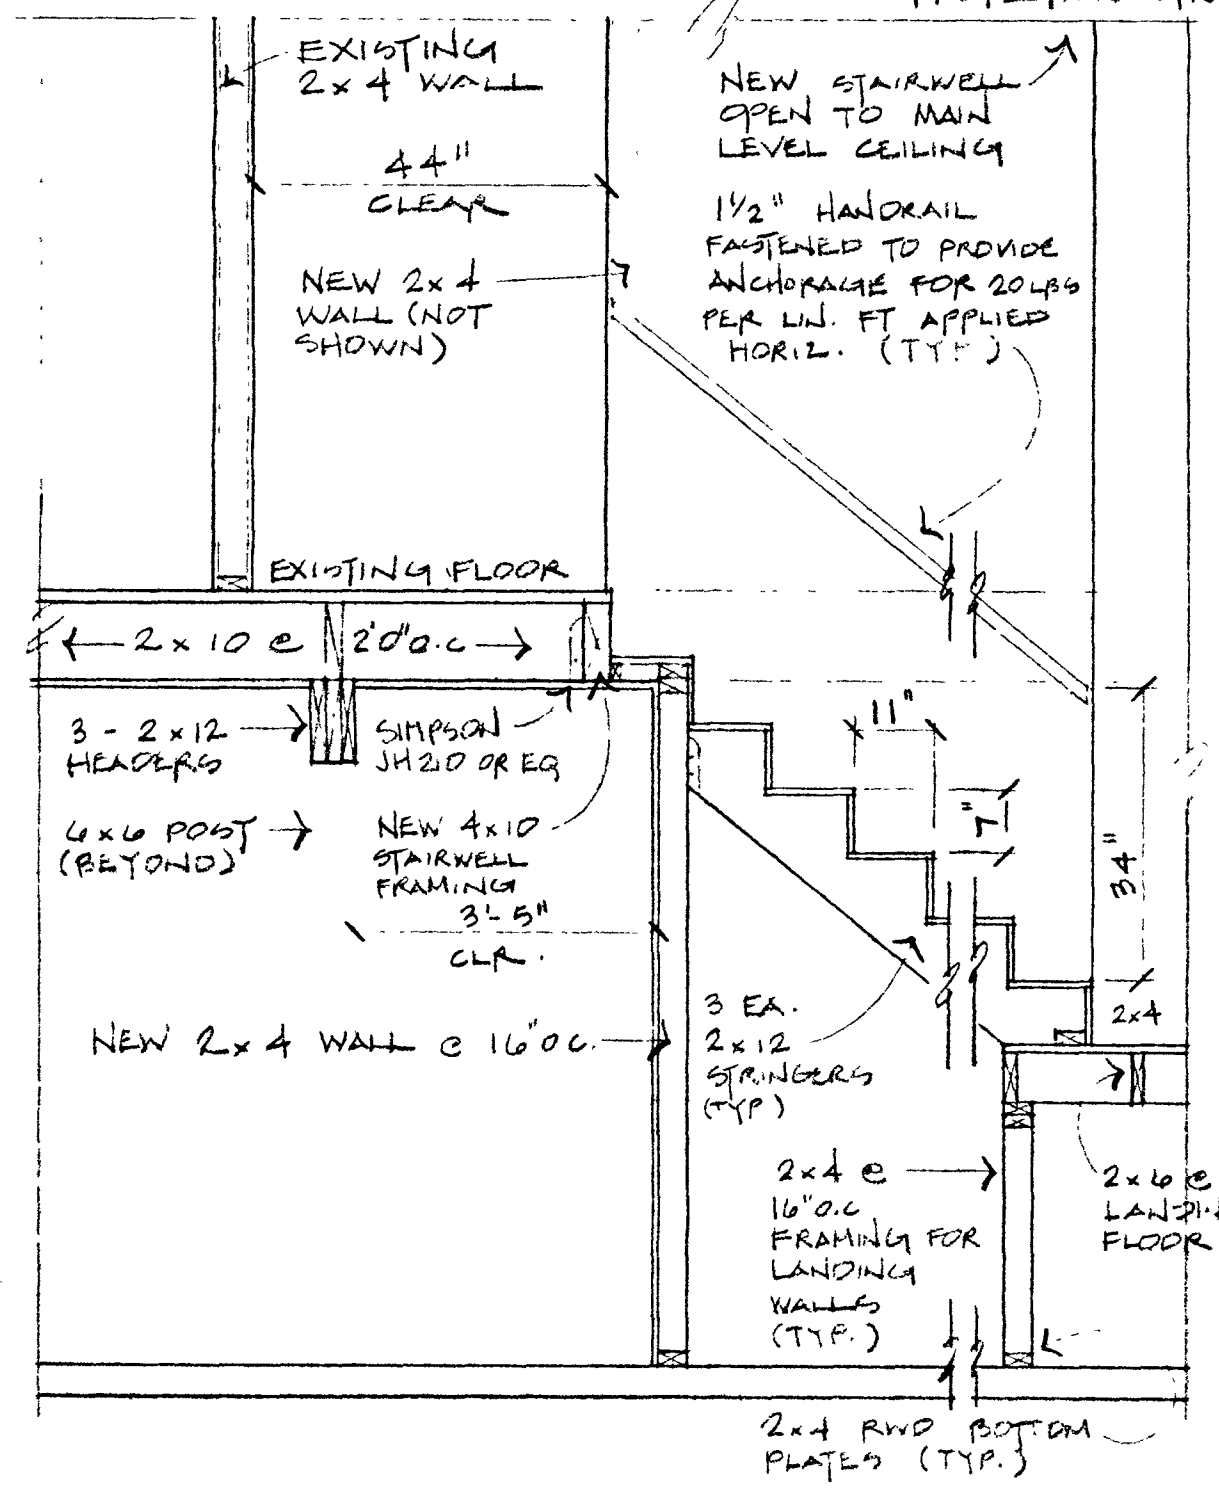 EXISTING
2x4 WALL
44"
CLEAR
NEW 2x4
WALL (NOT
SHOWN)
NEW STAIRWELL
OPEN TO MAIN
LEVEL CEILING
1½" HANDRAIL
FASTENED TO PROVIDE
ANCHORAGE FOR 20 LBS
PER LIN. FT APPLIED
HORIZ. (TYP)
EXISTING FLOOR
2x10 @ 2'0" O.C
3 - 2x12
HEADERS
SIMPSON
JH210 OR EQ
6x6 POST
(BEYOND)
NEW 4x10
STAIRWELL
FRAMING
3'-5"
CLR.
11"
7"
34"
NEW 2x4 WALL @ 16" OC.
3 EA.
2x12
STRINGERS
(TYP)
2x4
2x4 @
16" O.C
FRAMING FOR
LANDING
WALLS
(TYP.)
2x6 @
FLOOR
2x4 RWD BOTTOM
PLATES (TYP.)